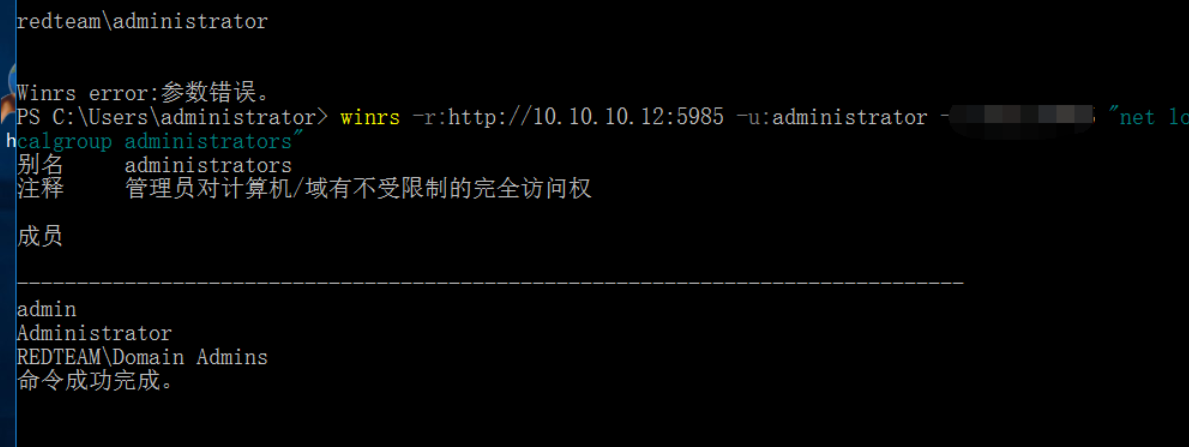 redteam\administrator
Winrs error:参数错误。
PS C:\Users\administrator> winrs -r:http://10.10.10.12:5985 -u:administrator - "net lo
calgroup administrators"
别名 administrators
注释 管理员对计算机/域有不受限制的完全访问权
成员
-------------------------------------------------------------------------------
admin
Administrator
REDTEAM\Domain Admins
命令成功完成。